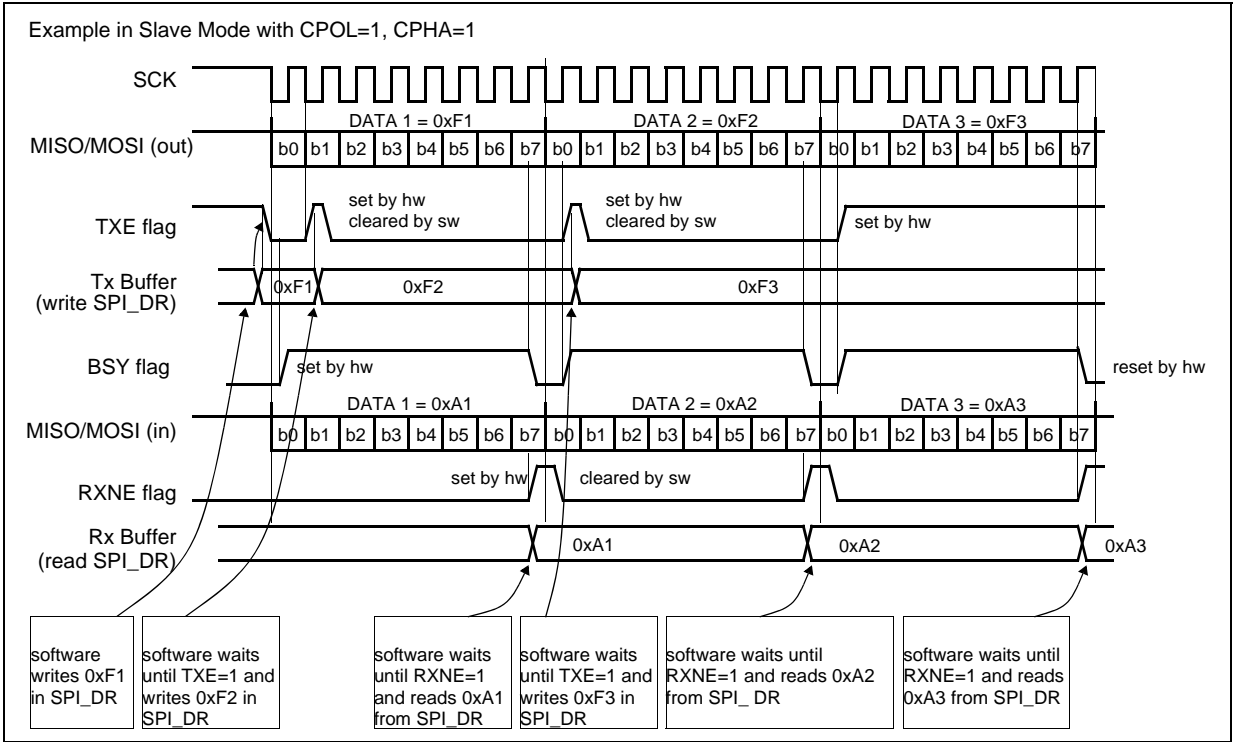 Example in Slave Mode with CPOL=1, CPHA=1
SCK
DATA 1 = 0xF1
DATA 2 = 0xF2
DATA 3 = 0xF3
MISO/MOSI (out)
b0 b1 b2 b3 b4 b5 b6 b7 b0 b1 b2 b3 b4 b5 b6 b7 b0 b1 b2 b3 b4 b5 b6 b7
TXE flag
set by hw
cleared by sw
set by hw
cleared by sw
set by hw
Tx Buffer
(write SPI_DR)
0xF1
0xF2
0xF3
BSY flag
set by hw
reset by hw
DATA 1 = 0xA1
DATA 2 = 0xA2
DATA 3 = 0xA3
MISO/MOSI (in)
b0 b1 b2 b3 b4 b5 b6 b7 b0 b1 b2 b3 b4 b5 b6 b7 b0 b1 b2 b3 b4 b5 b6 b7
RXNE flag
set by hw
cleared by sw
Rx Buffer
(read SPI_DR)
0xA1
0xA2
0xA3
software
writes 0xF1
in SPI_DR
software waits
until TXE=1 and
writes 0xF2 in
SPI_DR
software waits
until RXNE=1
and reads 0xA1
from SPI_DR
software waits
until TXE=1 and
writes 0xF3 in
SPI_DR
software waits until
RXNE=1 and reads 0xA2
from SPI_ DR
software waits until
RXNE=1 and reads
0xA3 from SPI_DR